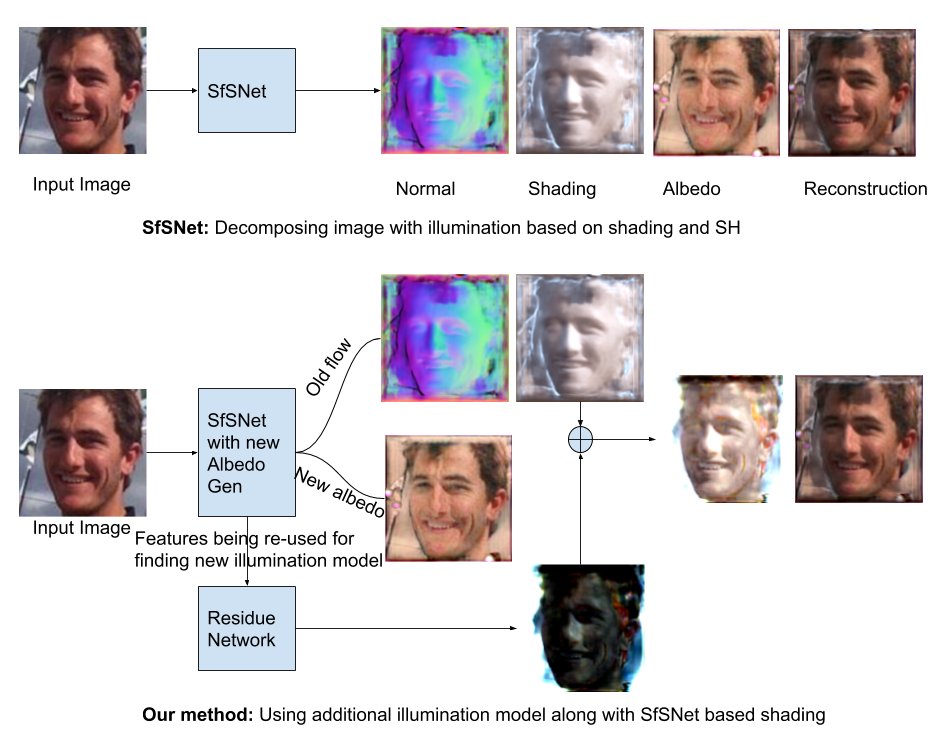 SfSNet
Input Image
Normal
Shading
Albedo
Reconstruction
SfSNet: Decomposing image with illumination based on shading and SH
Old flow
SfSNet
with new
Albedo
Gen
New albedo
Input Image
Features being re-used for
finding new illumination model
Residue
Network
Our method: Using additional illumination model along with SfSNet based shading